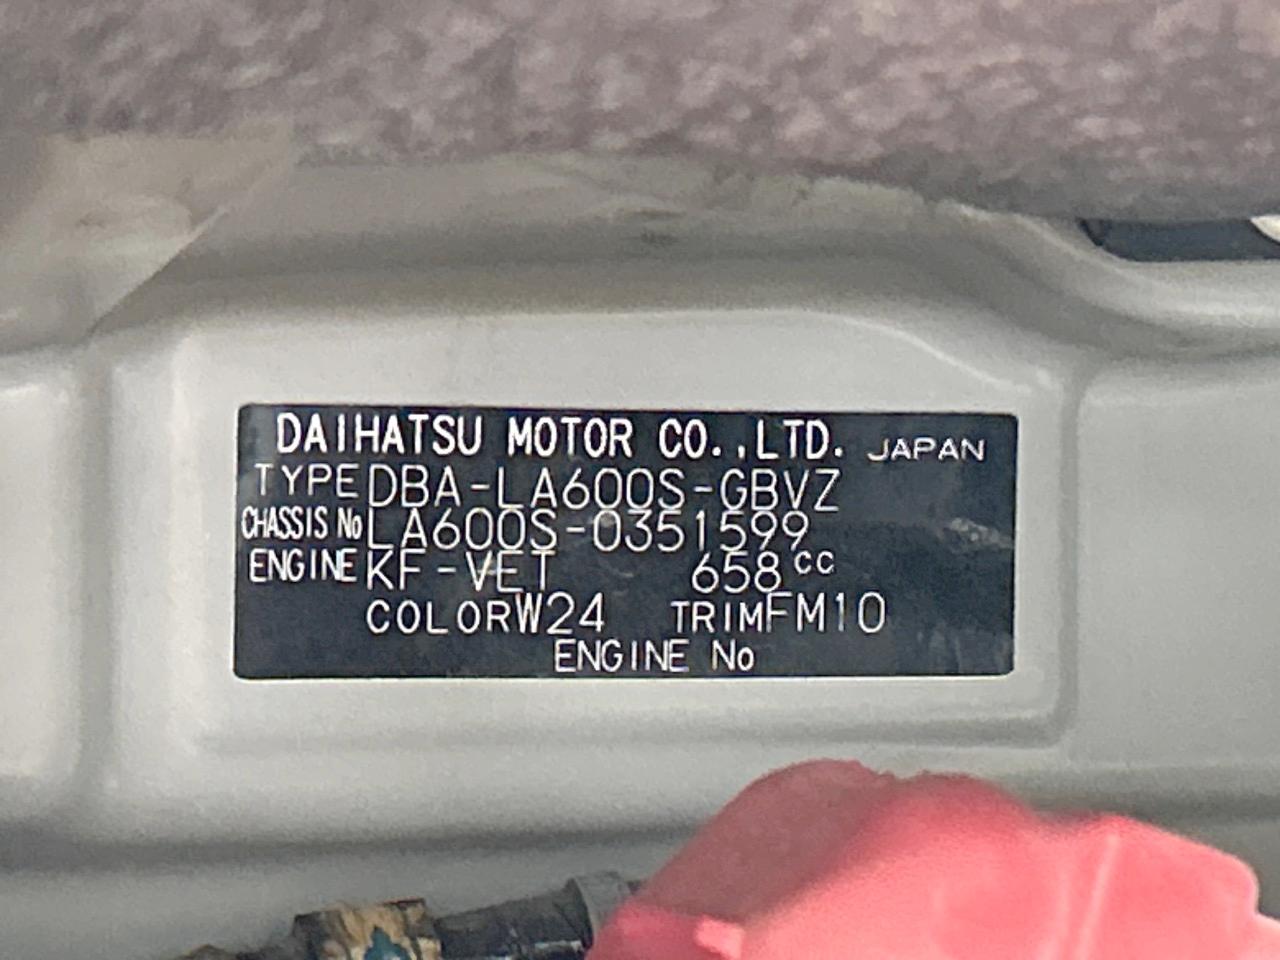 DAIHATSU MOTOR CO.,LTD. JAPAN
TYPE DBA-LA600S-GBVZ
CHASSIS No LA600S-0351599
ENGINE KF-VET 658cc
COLOR W24 TRIM FM10
ENGINE No